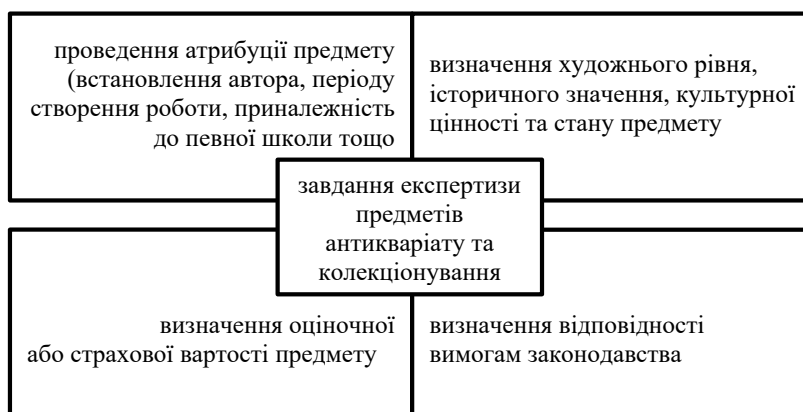 проведення атрибуції предмету
(встановлення автора, періоду
створення роботи, приналежність
до певної школи тощо
визначення художнього рівня,
історичного значення, культурної
цінності та стану предмету
завдання експертизи
предметів
антикваріату та
колекціонування
визначення оціночної
або страхової вартості предмету
визначення відповідності
вимогам законодавства